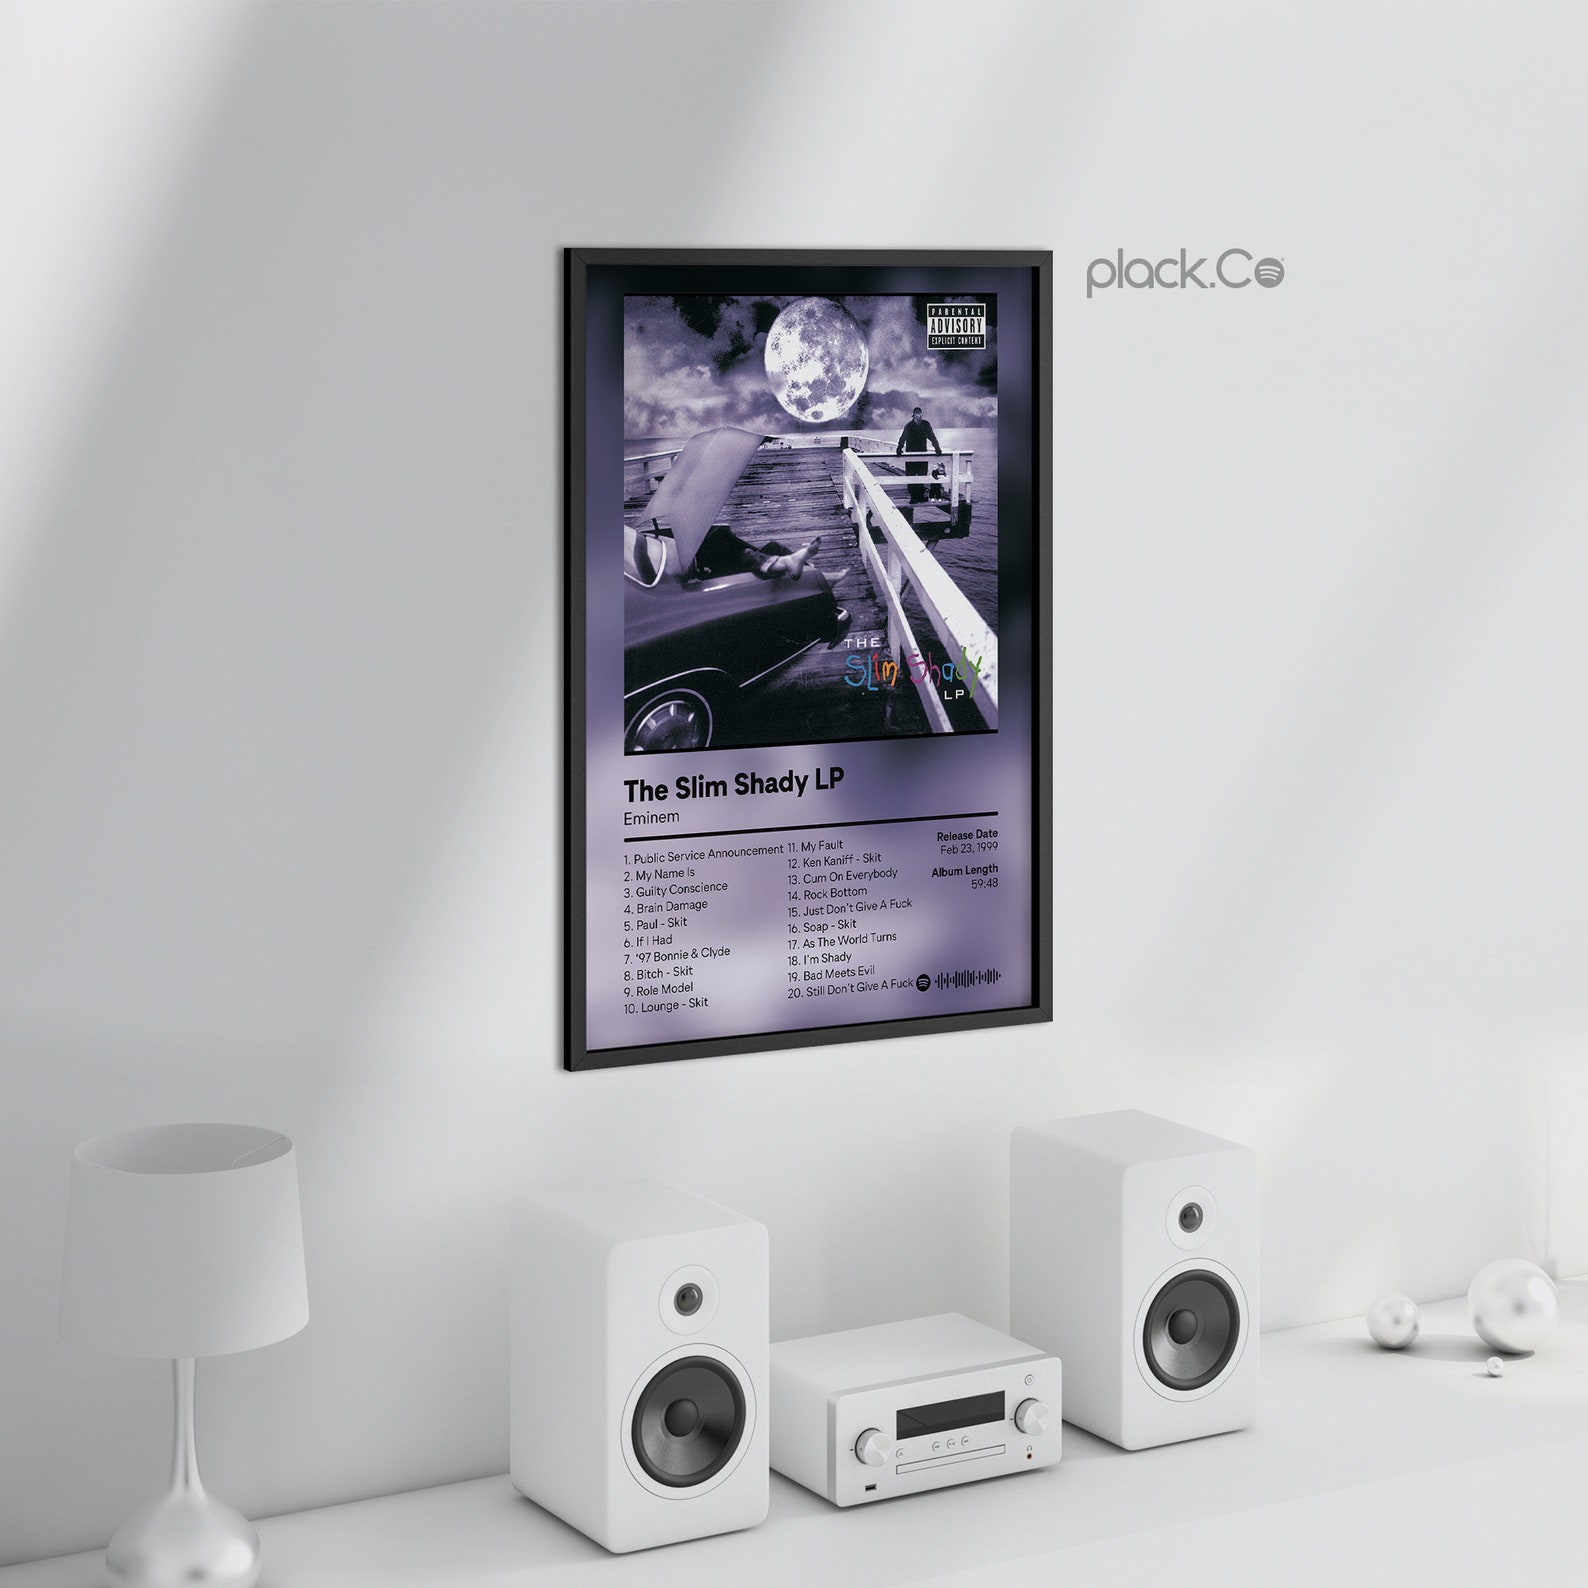 plack.Co
PARENTAL
ADVISORY
EXPLICIT CONTENT
THE
Slim Shady
LP
The Slim Shady LP
Eminem
1. Public Service Announcement
2. My Name Is
3. Guilty Conscience
4. Brain Damage
5. Paul - Skit
6. If I Had
7. '97 Bonnie & Clyde
8. Bitch - Skit
9. Role Model
10. Lounge - Skit
11. My Fault
12. Ken Kaniff - Skit
13. Cum On Everybody
14. Rock Bottom
15. Just Don't Give A Fuck
16. Soap - Skit
17. As The World Turns
18. I'm Shady
19. Bad Meets Evil
20. Still Don't Give A Fuck
Release Date
Feb 23, 1999
Album Length
59:48